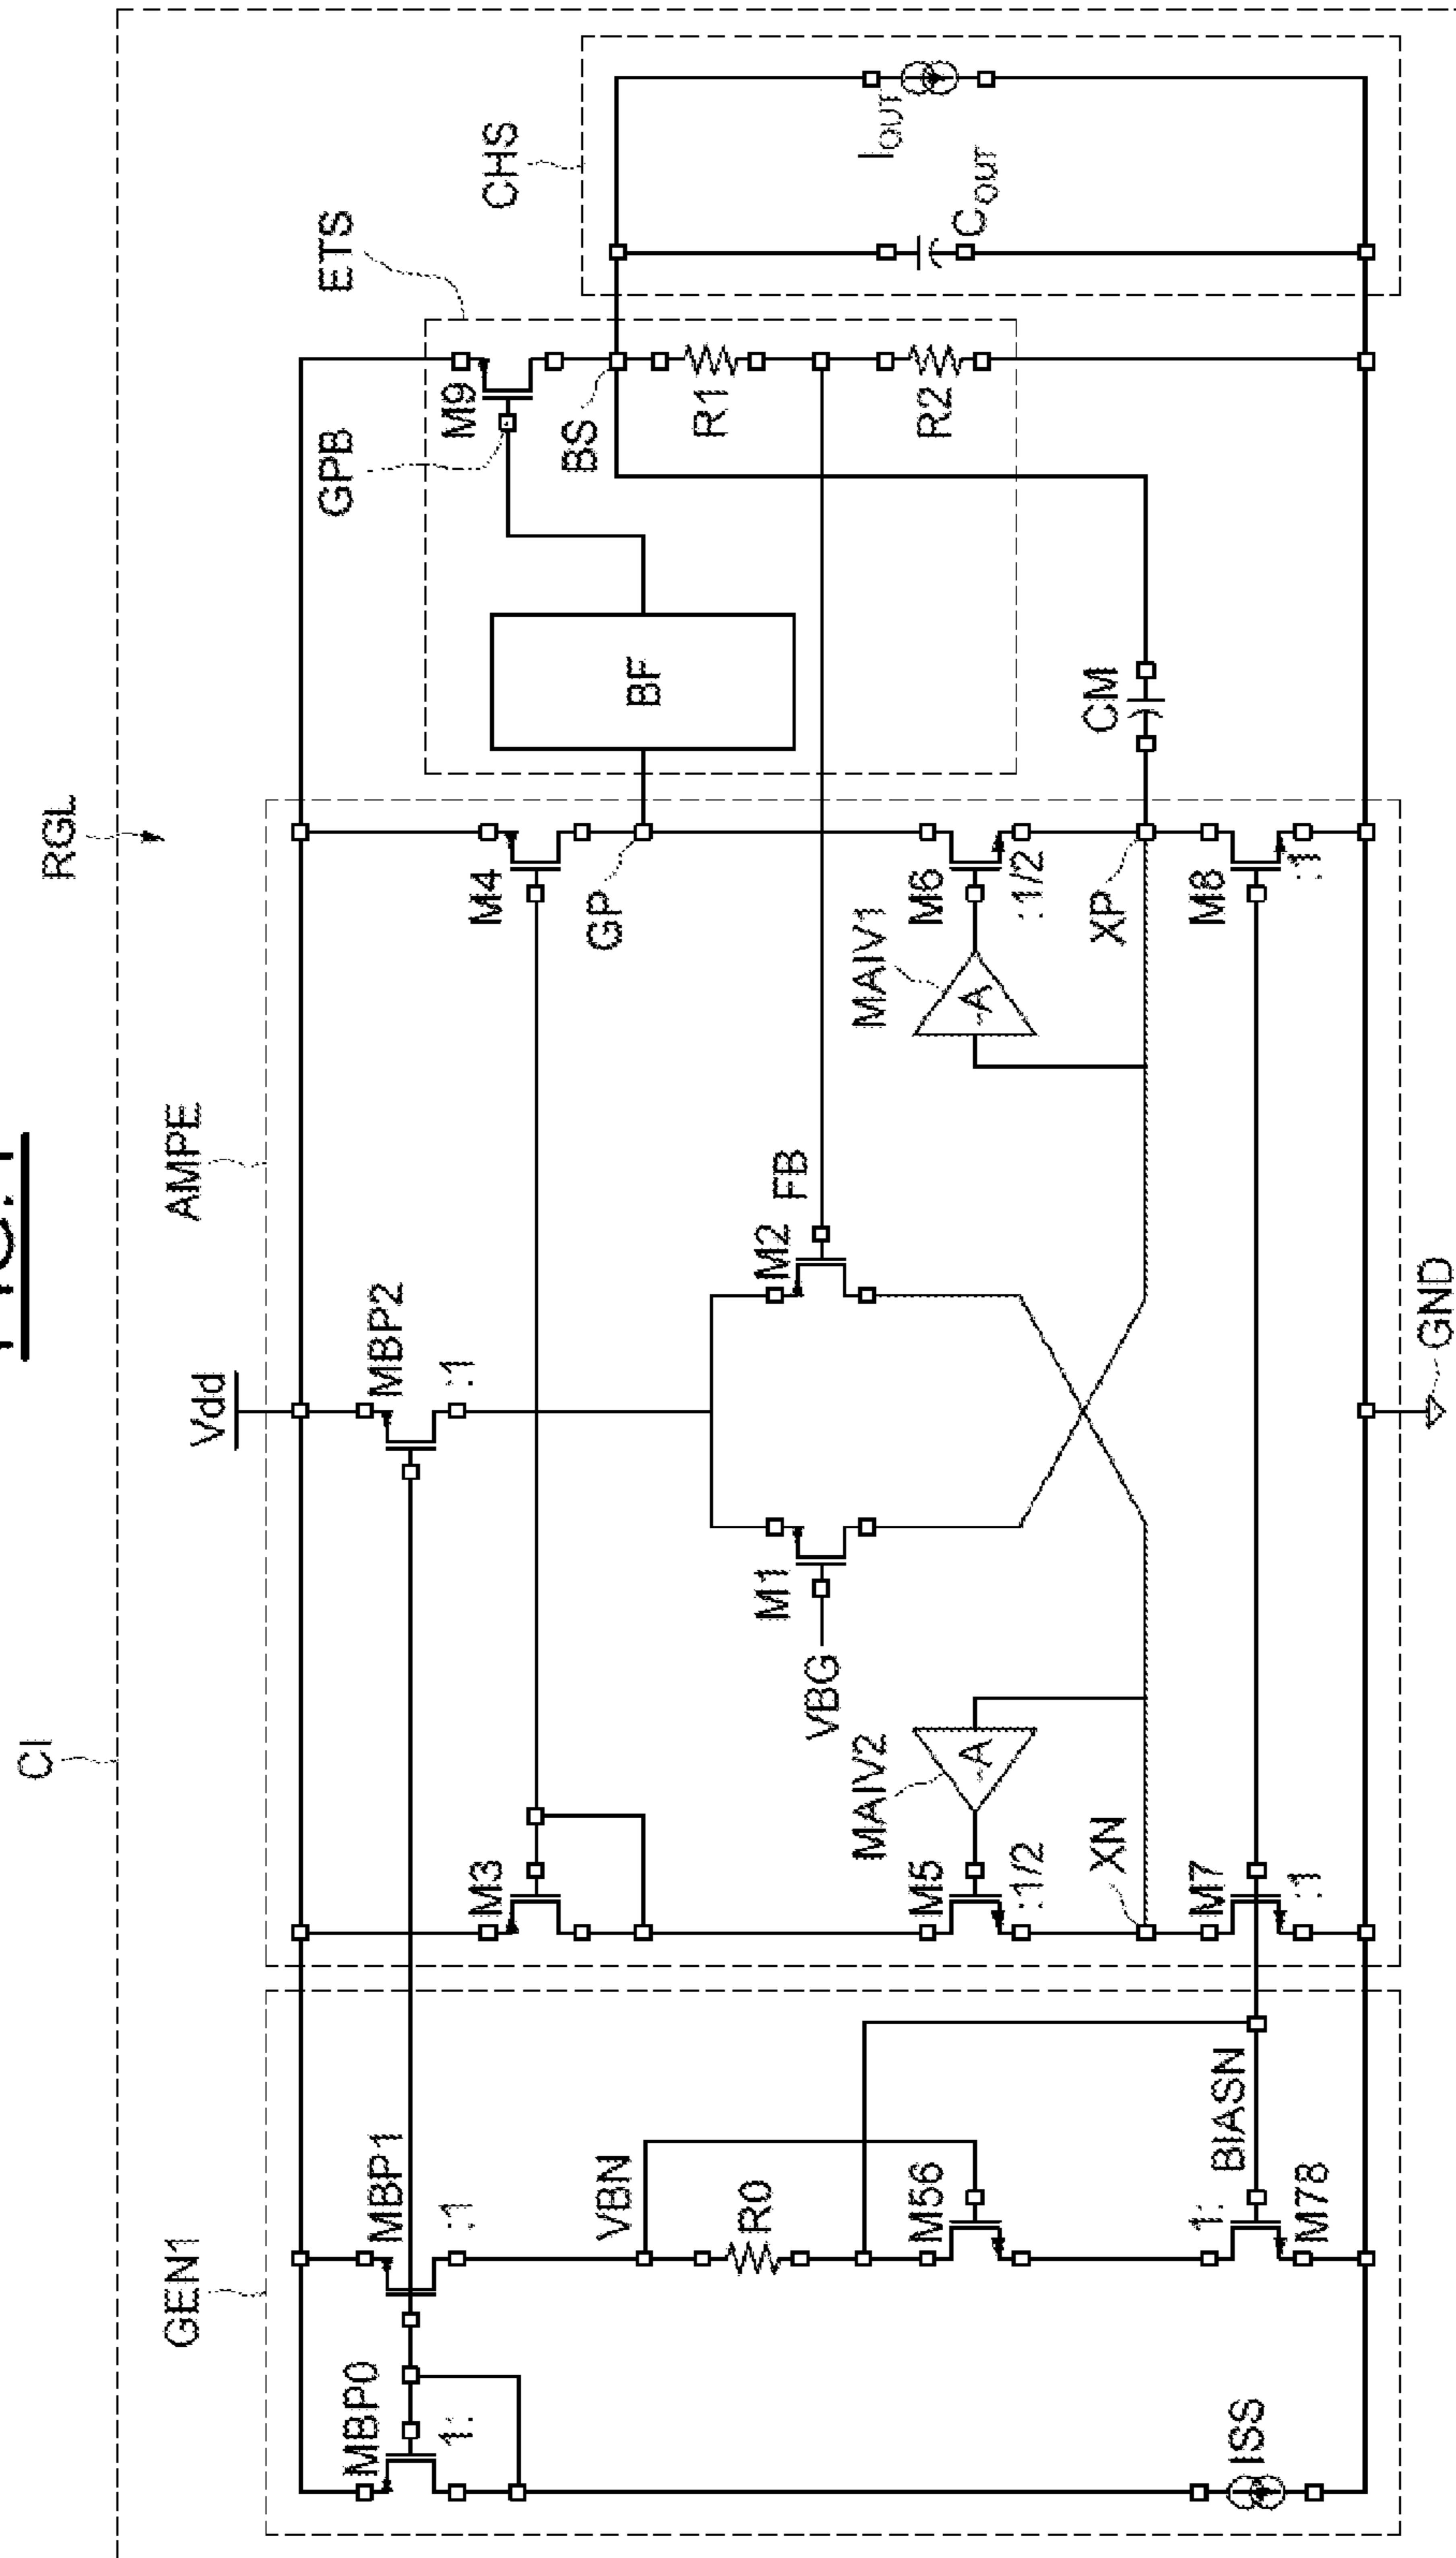 CI
RGL
GEN1
AMPE
ETS
CHS
Vdd
MBP0
1:
MBP1
::1
MBP2
::1
M3
M4
GP
GPB
M9
BF
VBN
R0
M1
VBG
M2
FB
BS
R1
R2
IOUT
COUT
M56
M5
::1/2
MAIV2
-A
MAIV1
-A
M6
::1/2
XN
XP
CM
ISS
BIASN
1:
M78
M7
::1
M8
::1
GND